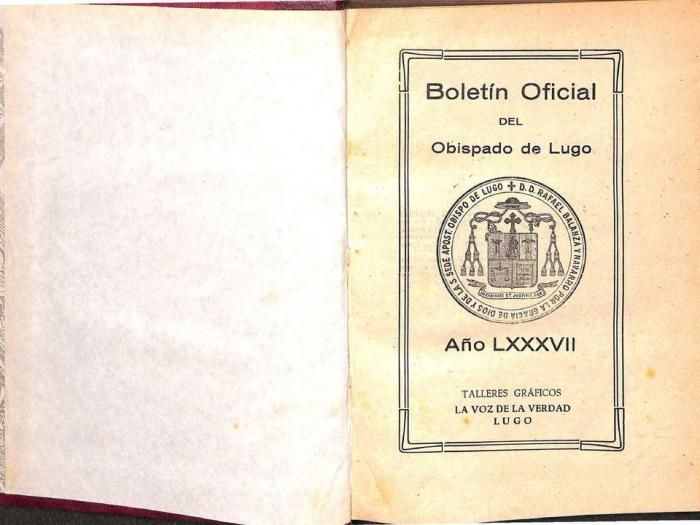 Boletín Oficial
DEL
Obispado de Lugo
D. D. RAFAEL BALANZA Y NAVARRO POR LA GRACIA DE DIOS Y DE LA S. SEDE APOST. OBISPO DE LUGO
Año LXXXVII
TALLERES GRÁFICOS
LA VOZ DE LA VERDAD
LUGO